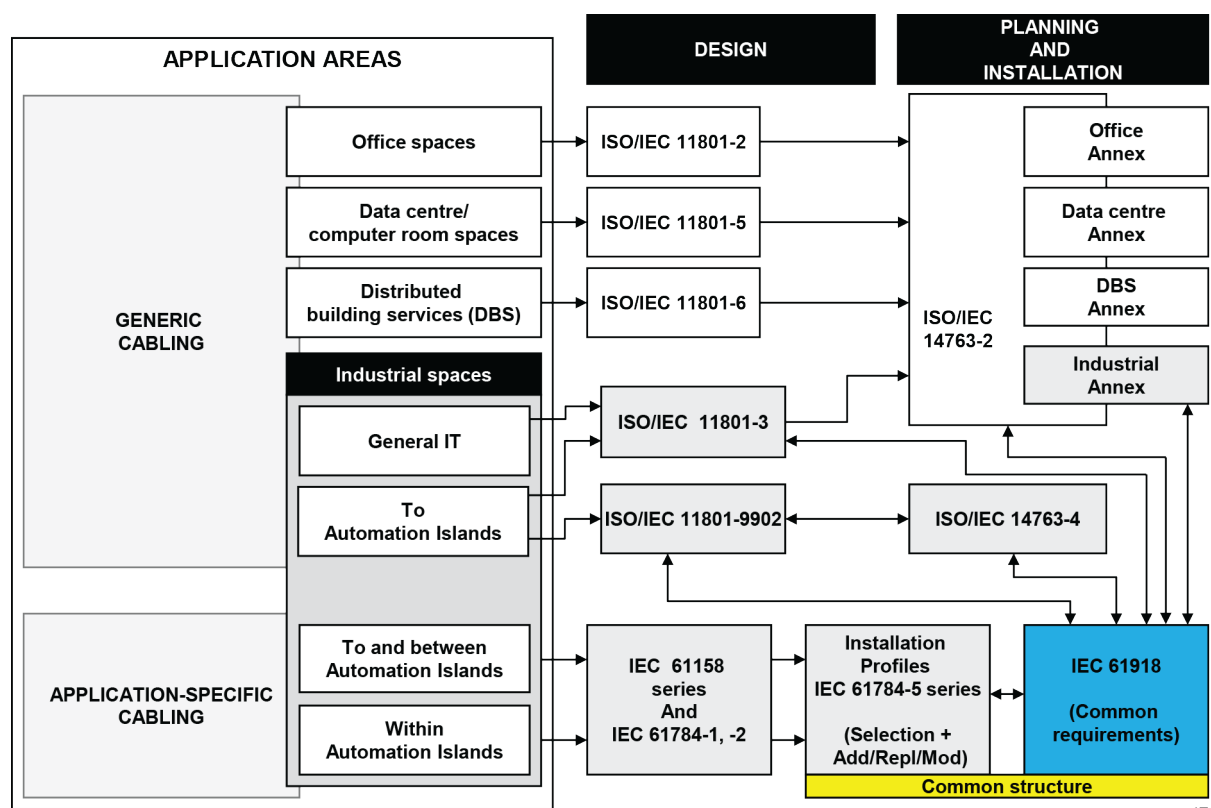 APPLICATION AREAS
DESIGN
PLANNING
AND
INSTALLATION
GENERIC
CABLING
Office spaces
ISO/IEC 11801-2
Office
Annex
Data centre/
computer room spaces
ISO/IEC 11801-5
Data centre
Annex
Distributed
building services (DBS)
ISO/IEC 11801-6
DBS
Annex
ISO/IEC
14763-2
Industrial
Annex
Industrial spaces
General IT
ISO/IEC 11801-3
To
Automation Islands
ISO/IEC 11801-9902
ISO/IEC 14763-4
APPLICATION-SPECIFIC
CABLING
To and between
Automation Islands
Within
Automation Islands
IEC 61158
series
And
IEC 61784-1, -2
Installation
Profiles
IEC 61784-5 series
(Selection +
Add/Repl/Mod)
IEC 61918
(Common
requirements)
Common structure